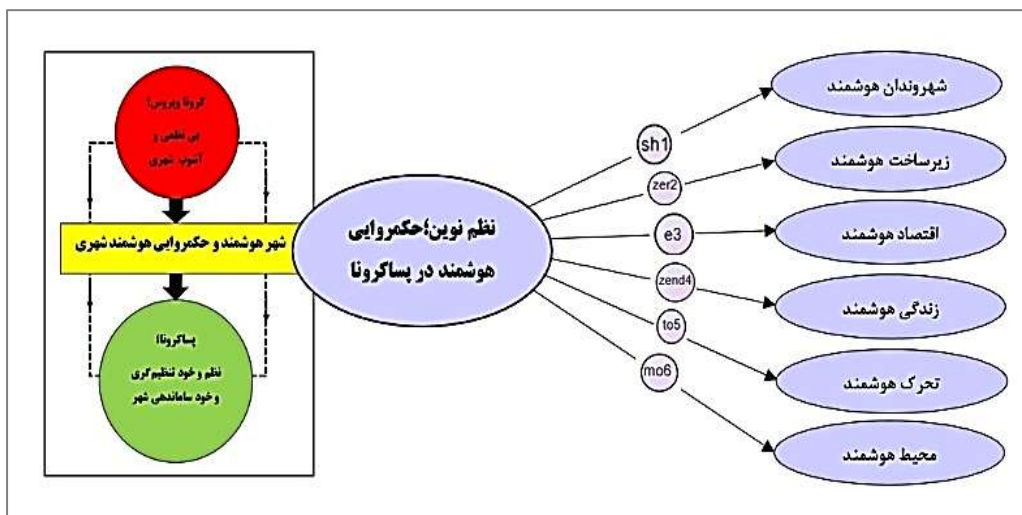 کرونا ویروس؛
بی نظمی و
آشوب شهری
شهر هوشمند و حکمروایی هوشمند شهری
پساکرونا؛
نظم و خود تنظیم‌گری
و خود ساماندهی شهر
نظم نوین؛حکمروایی
هوشمند در پساکرونا
sh1
zer2
e3
zend4
to5
mo6
شهروندان هوشمند
زیرساخت هوشمند
اقتصاد هوشمند
زندگی هوشمند
تحرک هوشمند
محیط هوشمند